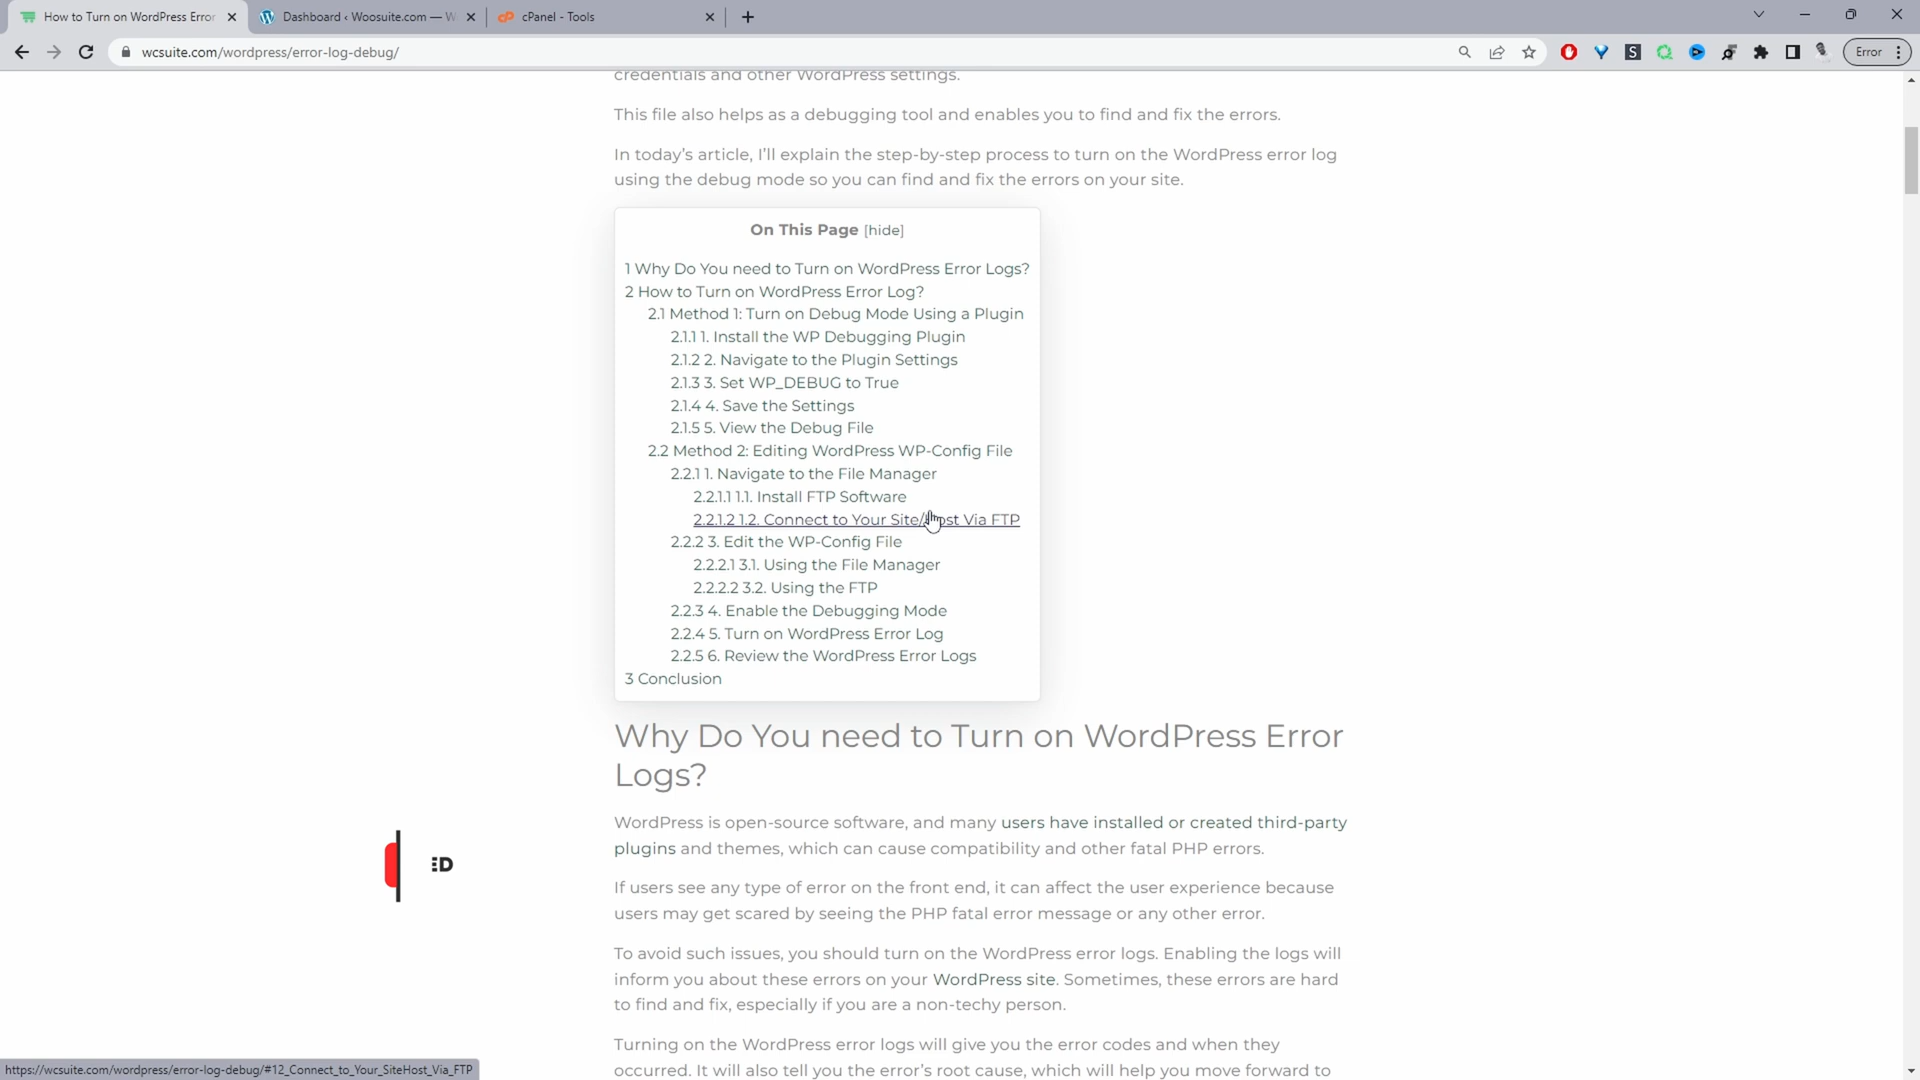 How to Turn on WordPress Error
Dashboard ‹ Woosuite.com — W
cPanel - Tools
wcsuite.com/wordpress/error-log-debug/
Error
credentials and other WordPress settings.
This file also helps as a debugging tool and enables you to find and fix the errors.
In today's article, I'll explain the step-by-step process to turn on the WordPress error log
using the debug mode so you can find and fix the errors on your site.
On This Page [hide]
1 Why Do You need to Turn on WordPress Error Logs?
2 How to Turn on WordPress Error Log?
2.1 Method 1: Turn on Debug Mode Using a Plugin
2.1.1 1. Install the WP Debugging Plugin
2.1.2 2. Navigate to the Plugin Settings
2.1.3 3. Set WP_DEBUG to True
2.1.4 4. Save the Settings
2.1.5 5. View the Debug File
2.2 Method 2: Editing WordPress WP-Config File
2.2.1 1. Navigate to the File Manager
2.2.1.1 1.1. Install FTP Software
2.2.1.2 1.2. Connect to Your Site/Host Via FTP
2.2.2 3. Edit the WP-Config File
2.2.2.1 3.1. Using the File Manager
2.2.2.2 3.2. Using the FTP
2.2.3 4. Enable the Debugging Mode
2.2.4 5. Turn on WordPress Error Log
2.2.5 6. Review the WordPress Error Logs
3 Conclusion
Why Do You need to Turn on WordPress Error
Logs?
WordPress is open-source software, and many users have installed or created third-party
plugins and themes, which can cause compatibility and other fatal PHP errors.
If users see any type of error on the front end, it can affect the user experience because
users may get scared by seeing the PHP fatal error message or any other error.
To avoid such issues, you should turn on the WordPress error logs. Enabling the logs will
inform you about these errors on your WordPress site. Sometimes, these errors are hard
to find and fix, especially if you are a non-techy person.
Turning on the WordPress error logs will give you the error codes and when they
occurred. It will also tell you the error's root cause, which will help you move forward to
https://wcsuite.com/wordpress/error-log-debug/#12_Connect_to_Your_SiteHost_Via_FTP